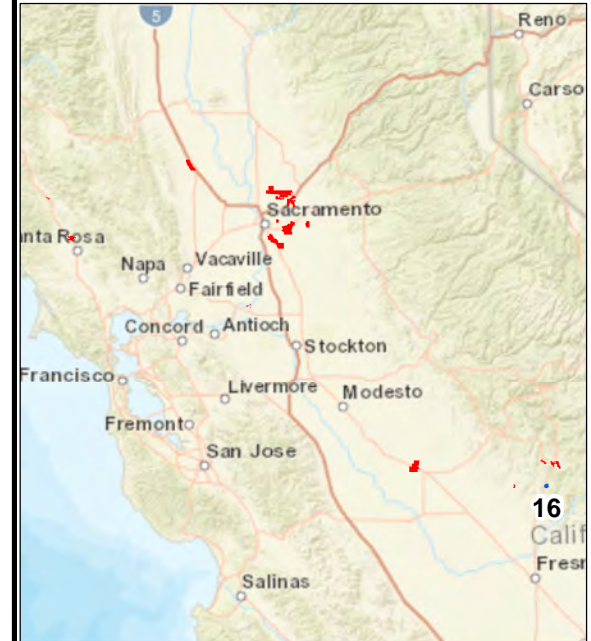 5
Reno
Carso
Sacramento
nta Rosa
Napa
Vacaville
Fairfield
Concord
Antioch
Stockton
Francisco
Livermore
Modesto
Fremont
San Jose
16
Calif
Fresr
Salinas